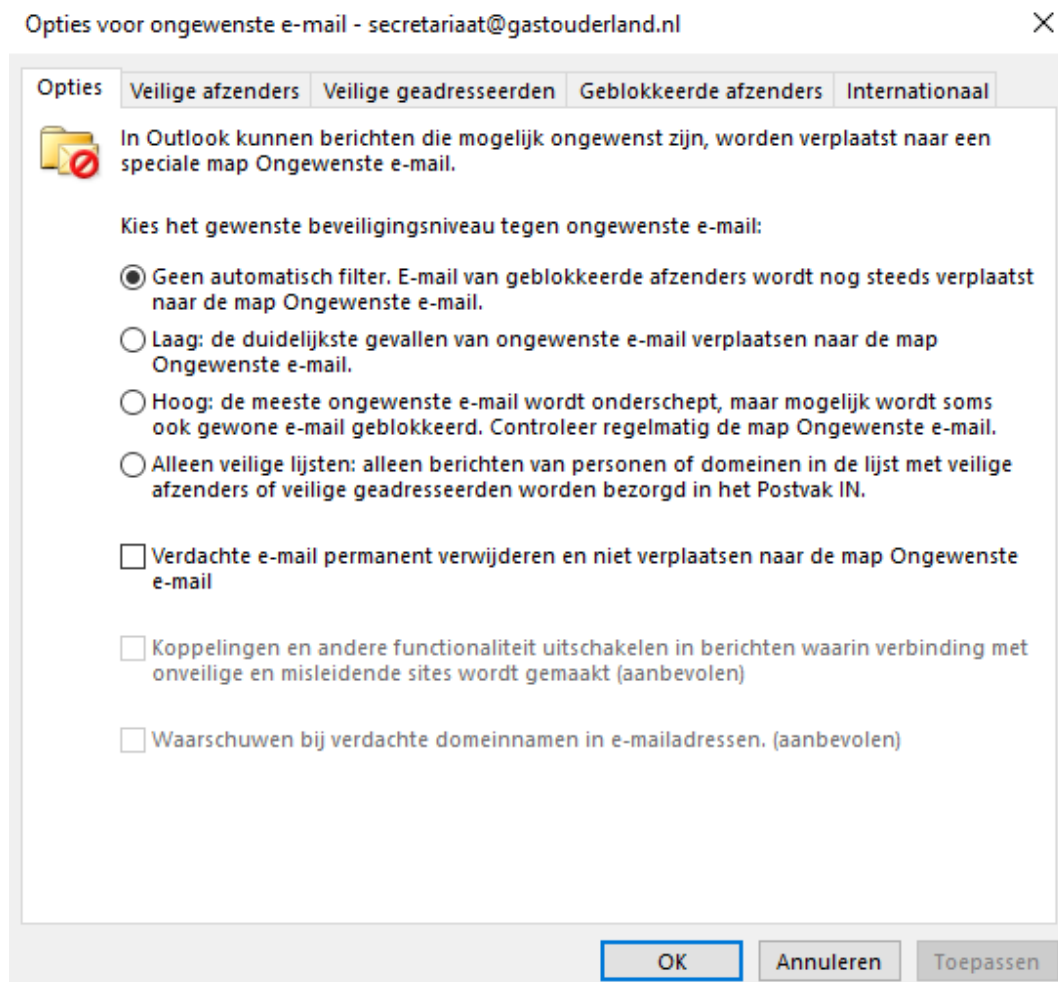 Opties voor ongewenste e-mail - secretariaat@gastouderland.nl
Opties
Veilige afzenders
Veilige geadresseerden
Geblokkeerde afzenders
Internationaal
In Outlook kunnen berichten die mogelijk ongewenst zijn, worden verplaatst naar een
speciale map Ongewenste e-mail.
Kies het gewenste beveiligingsniveau tegen ongewenste e-mail:
Geen automatisch filter. E-mail van geblokkeerde afzenders wordt nog steeds verplaatst
naar de map Ongewenste e-mail.
Laag: de duidelijkste gevallen van ongewenste e-mail verplaatsen naar de map
Ongewenste e-mail.
Hoog: de meeste ongewenste e-mail wordt onderschept, maar mogelijk wordt soms
ook gewone e-mail geblokkeerd. Controleer regelmatig de map Ongewenste e-mail.
Alleen veilige lijsten: alleen berichten van personen of domeinen in de lijst met veilige
afzenders of veilige geadresseerden worden bezorgd in het Postvak IN.
Verdachte e-mail permanent verwijderen en niet verplaatsen naar de map Ongewenste
e-mail
Koppelingen en andere functionaliteit uitschakelen in berichten waarin verbinding met
onveilige en misleidende sites wordt gemaakt (aanbevolen)
Waarschuwen bij verdachte domeinnamen in e-mailadressen. (aanbevolen)
OK
Annuleren
Toepassen